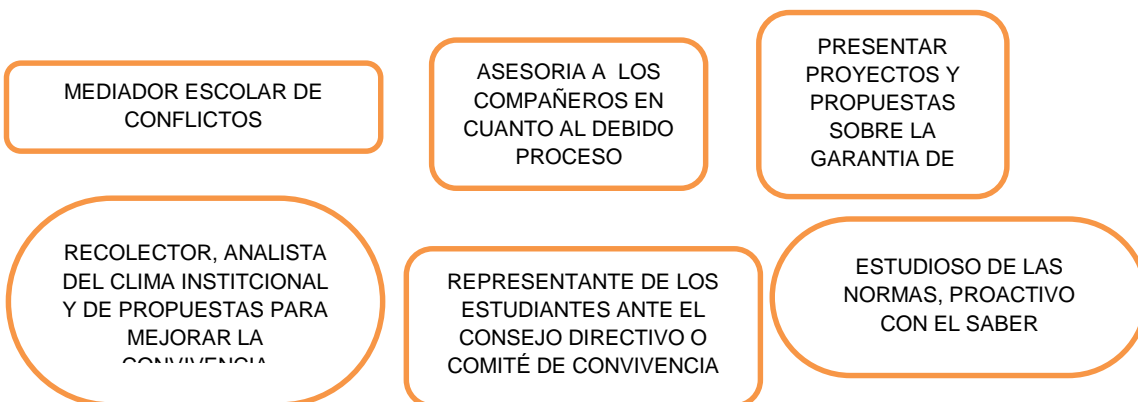 MEDIADOR ESCOLAR DE
CONFLICTOS
ASESORIA A LOS
COMPAÑEROS EN
CUANTO AL DEBIDO
PROCESO
PRESENTAR
PROYECTOS Y
PROPUESTAS
SOBRE LA
GARANTIA DE
RECOLECTOR, ANALISTA
DEL CLIMA INSTITCIONAL
Y DE PROPUESTAS PARA
MEJORAR LA
CONVIVENCIA
REPRESENTANTE DE LOS
ESTUDIANTES ANTE EL
CONSEJO DIRECTIVO O
COMITÉ DE CONVIVENCIA
ESTUDIOSO DE LAS
NORMAS, PROACTIVO
CON EL SABER